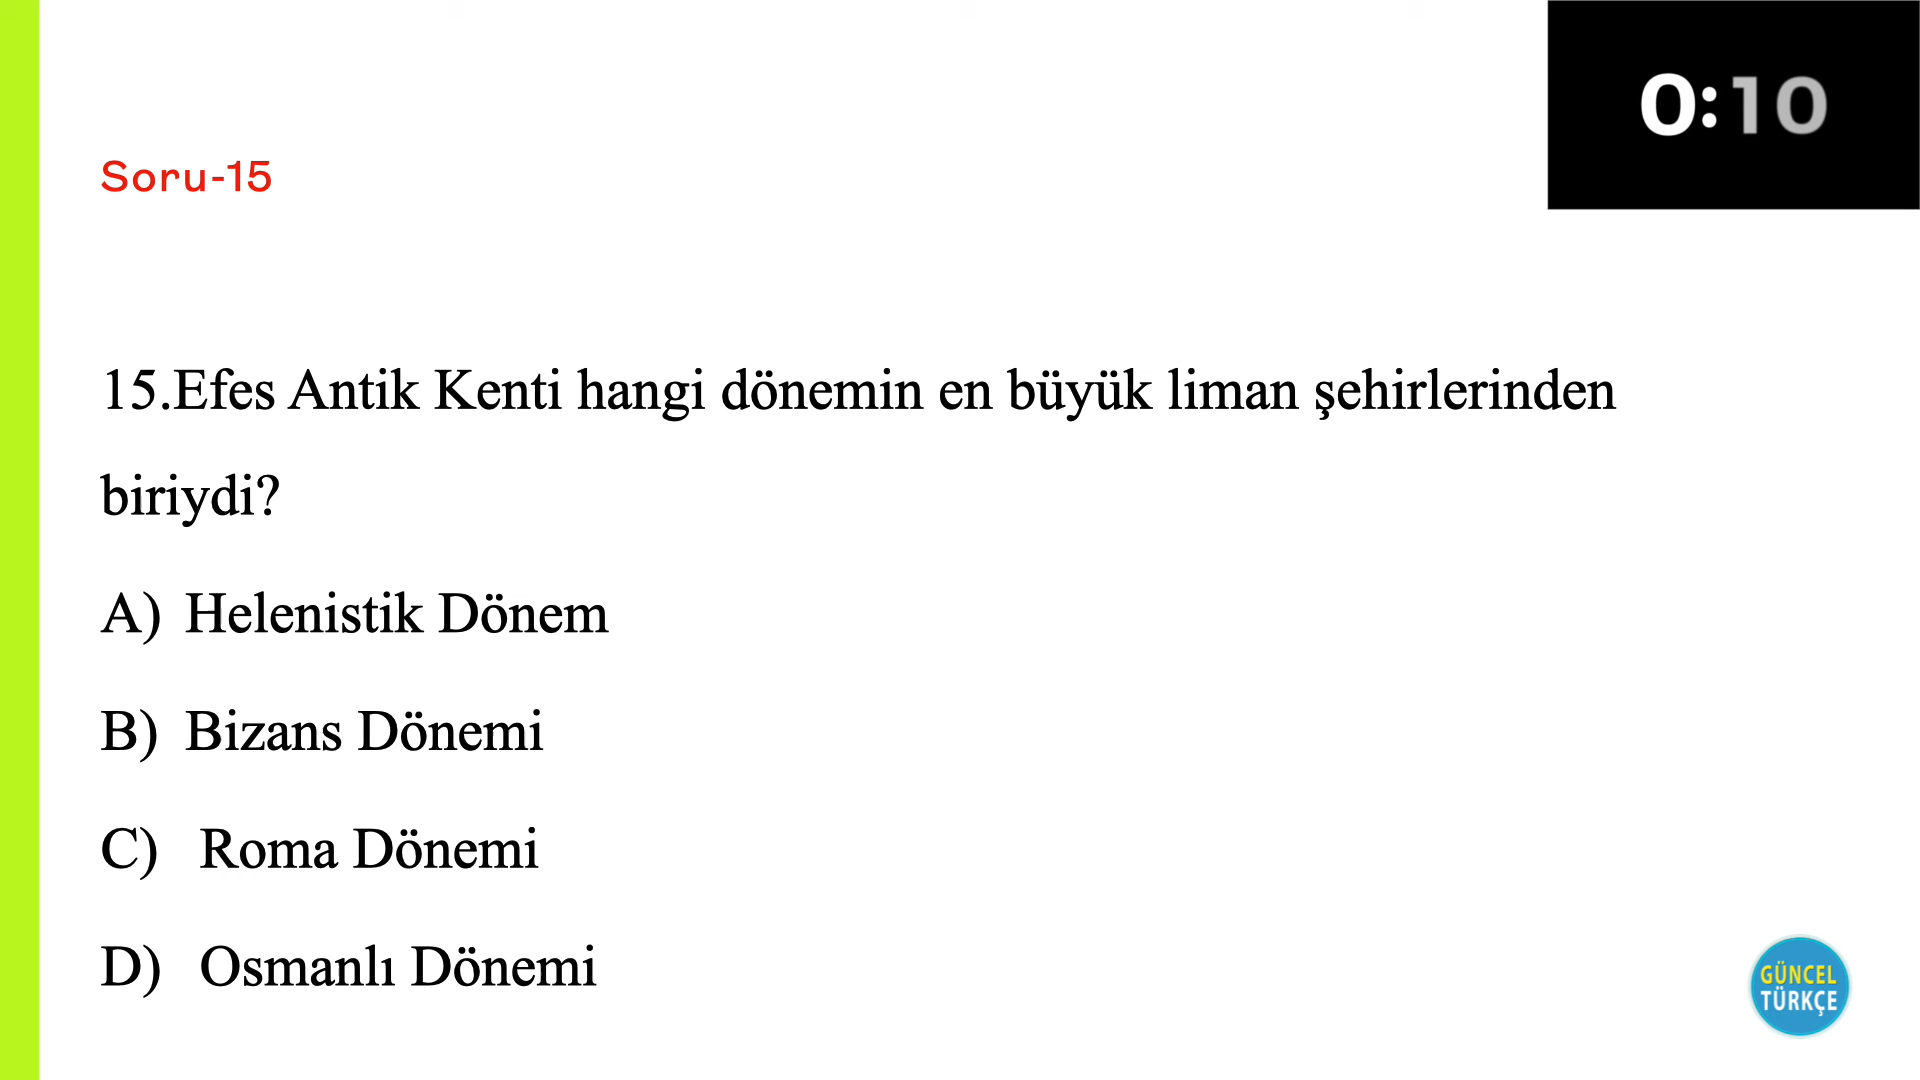 0:10
Soru-15
15.Efes Antik Kenti hangi dönemin en büyük liman şehirlerinden
biriydi?
A) Helenistik Dönem
B) Bizans Dönemi
C) Roma Dönemi
D) Osmanlı Dönemi
GÜNCEL
TÜRKÇE